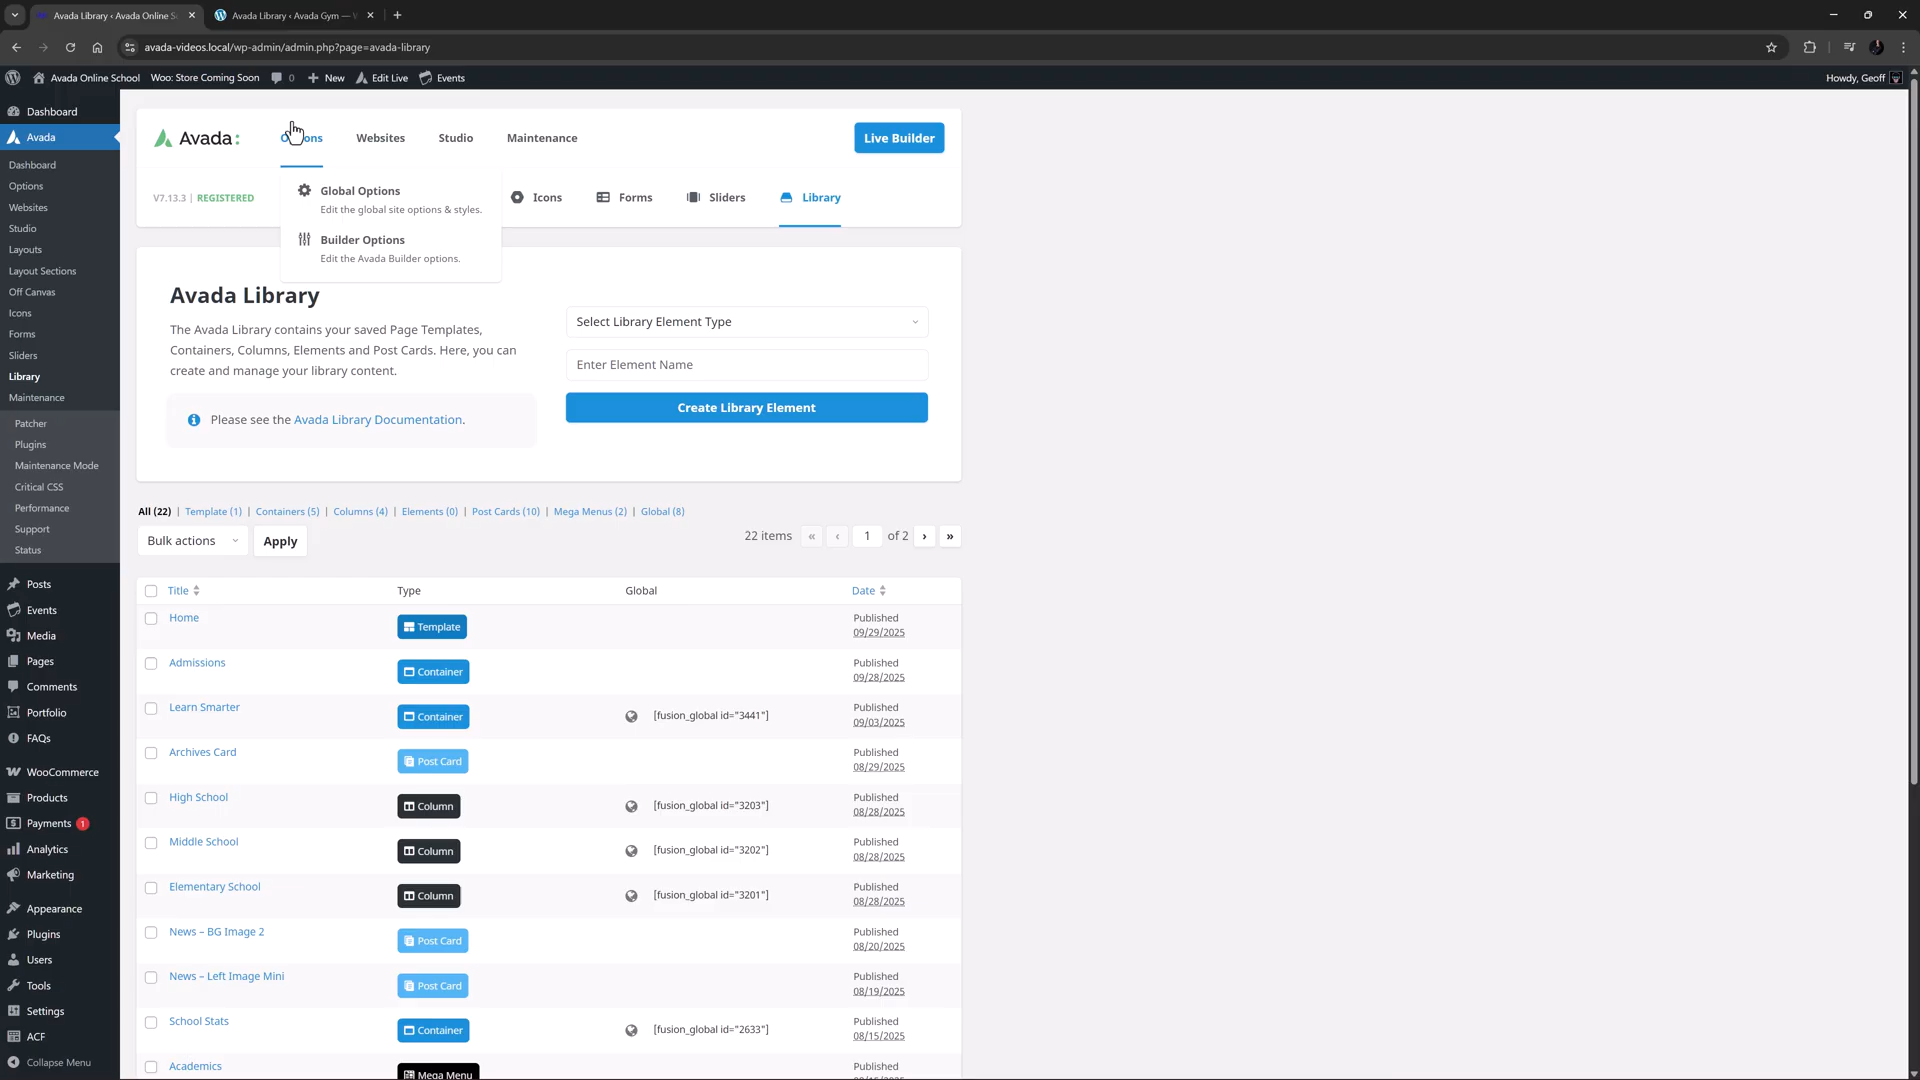 Avada Library ‹ Avada Online S
Avada Library ‹ Avada Gym —
avada-videos.local/wp-admin/admin.php?page=avada-library
Avada Online School
Woo: Store Coming Soon
0
New
Edit Live
Events
Howdy, Geoff
Dashboard
Avada
Dashboard
Options
Websites
Studio
Layouts
Layout Sections
Off Canvas
Icons
Forms
Sliders
Library
Maintenance
Patcher
Plugins
Maintenance Mode
Critical CSS
Performance
Support
Status
Posts
Events
Media
Pages
Comments
Portfolio
FAQs
WooCommerce
Products
Payments 1
Analytics
Marketing
Appearance
Plugins
Users
Tools
Settings
ACF
Collapse Menu
Avada:
Websites
Studio
Maintenance
Live Builder
V7.13.3 | REGISTERED
Global Options
Edit the global site options & styles.
Builder Options
Edit the Avada Builder options.
Icons
Forms
Sliders
Library
Avada Library
The Avada Library contains your saved Page Templates,
Containers, Columns, Elements and Post Cards. Here, you can
create and manage your library content.
Please see the Avada Library Documentation.
Select Library Element Type
Enter Element Name
Create Library Element
All (22) | Template (1) | Containers (5) | Columns (4) | Elements (0) | Post Cards (10) | Mega Menus (2) | Global (8)
Bulk actions
Apply
22 items « ‹ 1 of 2 › »
Title Type Global Date
Home Template Published
09/29/2025
Admissions Container Published
09/28/2025
Learn Smarter Container [fusion_global id="3441"] Published
09/03/2025
Archives Card Post Card Published
08/29/2025
High School Column [fusion_global id="3203"] Published
08/28/2025
Middle School Column [fusion_global id="3202"] Published
08/28/2025
Elementary School Column [fusion_global id="3201"] Published
08/28/2025
News – BG Image 2 Post Card Published
08/20/2025
News – Left Image Mini Post Card Published
08/19/2025
School Stats Container [fusion_global id="2633"] Published
08/15/2025
Academics Mega Menu Published